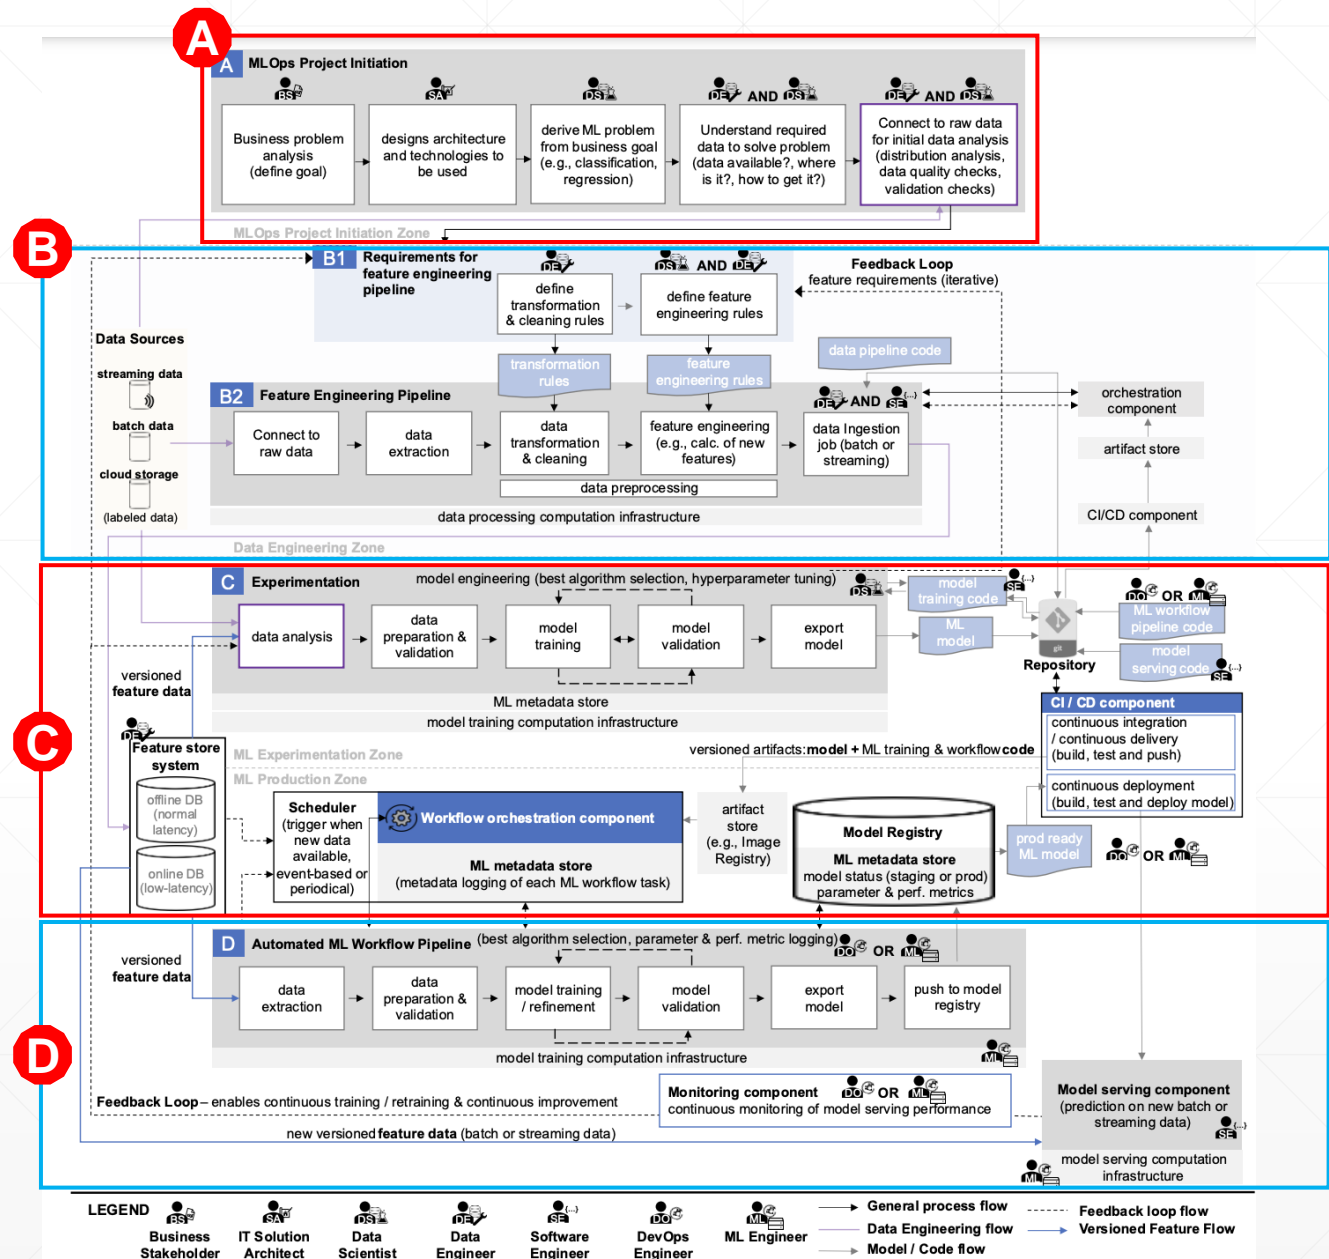 A
A MLOps Project Initiation
BS
SA
DS
DE AND DS
DE AND DS
Business problem
analysis
(define goal)
designs architecture
and technologies to
be used
derive ML problem
from business goal
(e.g., classification,
regression)
Understand required
data to solve problem
(data available?, where
is it?, how to get it?)
Connect to raw data
for initial data analysis
(distribution analysis,
data quality checks,
validation checks)
MLOps Project Initiation Zone
B
B1
Requirements for
feature engineering
pipeline
DE
DS AND DE
define
transformation
& cleaning rules
define feature
engineering rules
Feedback Loop
feature requirements (iterative)
Data Sources
streaming data
batch data
cloud storage
(labeled data)
transformation
rules
feature
engineering rules
data pipeline code
B2 Feature Engineering Pipeline
DE AND SE {...}
Connect to
raw data
data
extraction
data
transformation
& cleaning
feature engineering
(e.g., calc. of new
features)
data Ingestion
job (batch or
streaming)
data preprocessing
data processing computation infrastructure
orchestration
component
artifact store
CI/CD component
Data Engineering Zone
C
C Experimentation
model engineering (best algorithm selection, hyperparameter tuning)
DS
data analysis
data
preparation &
validation
model
training
model
validation
export
model
ML metadata store
model training computation infrastructure
model
training code
SE {...}
ML
model
git
Repository
DO OR ML
ML workflow
pipeline code
model
serving code
SE {...}
versioned
feature data
DE
Feature store
system
offline DB
(normal
latency)
online DB
(low-latency)
ML Experimentation Zone
ML Production Zone
versioned artifacts: model + ML training & workflow code
CI / CD component
continuous integration
/ continuous delivery
(build, test and push)
continuous deployment
(build, test and deploy model)
Scheduler
(trigger when
new data
available,
event-based or
periodical)
Workflow orchestration component
ML metadata store
(metadata logging of each ML workflow task)
artifact
store
(e.g., Image
Registry)
Model Registry
ML metadata store
model status (staging or prod)
parameter & perf. metrics
prod ready
ML model
DO OR ML
D
D Automated ML Workflow Pipeline (best algorithm selection, parameter & perf. metric logging)
DO OR ML
versioned
feature data
data
extraction
data
preparation &
validation
model training
/ refinement
model
validation
export
model
push to model
registry
model training computation infrastructure
ML
Monitoring component DO OR ML
continuous monitoring of model serving performance
Feedback Loop – enables continuous training / retraining & continuous improvement
new versioned feature data (batch or streaming data)
Model serving component
(prediction on new batch or
streaming data)
SE {...}
model serving computation
infrastructure
ML
LEGEND
BS
Business
Stakeholder
SA
IT Solution
Architect
DS
Data
Scientist
DE
Data
Engineer
SE {...}
Software
Engineer
DO
DevOps
Engineer
ML
ML Engineer
General process flow
Data Engineering flow
Model / Code flow
Feedback loop flow
Versioned Feature Flow